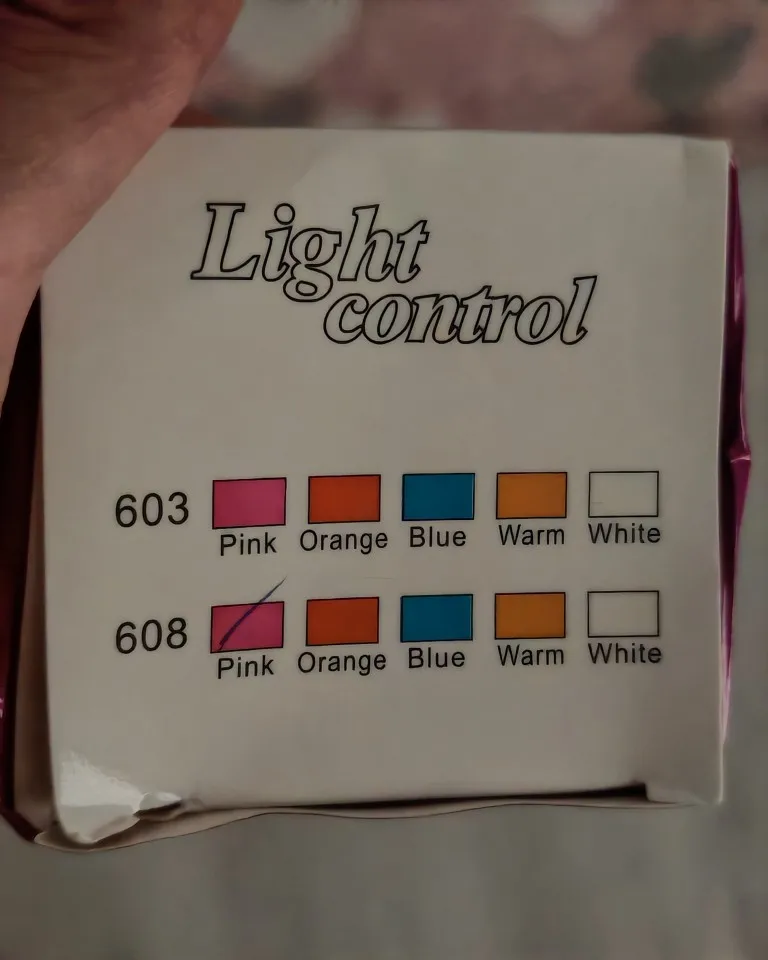 Light
control
603
Pink Orange Blue Warm White
608
Pink Orange Blue Warm White